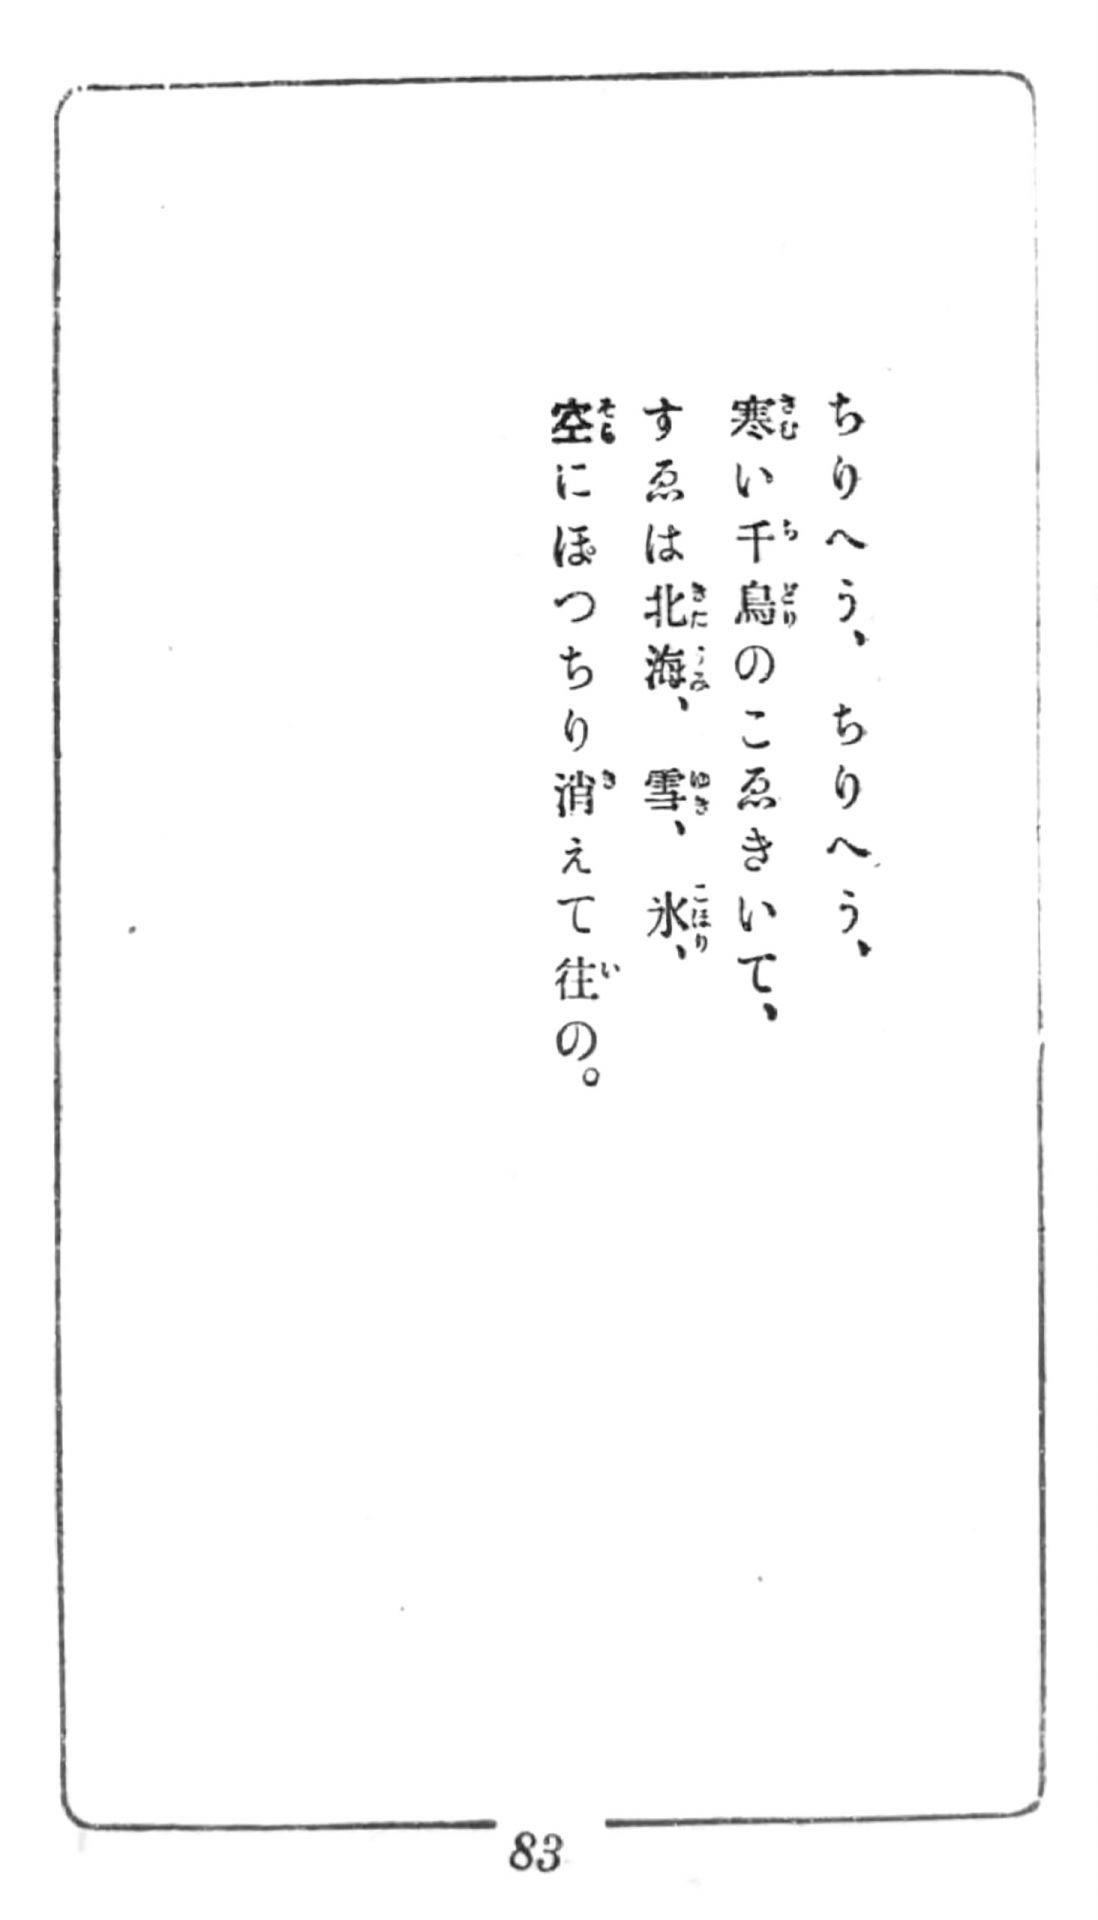 ちりへう、ちりへう、
寒い千鳥のこゑきいて、
すゑは北海、雪、氷、
空にぽつちり消えて往の。
83